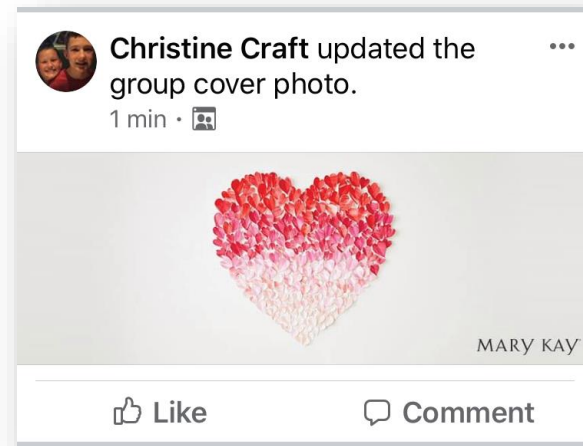 Christine Craft updated the
group cover photo.
1 min ·
MARY KAY
Like
Comment